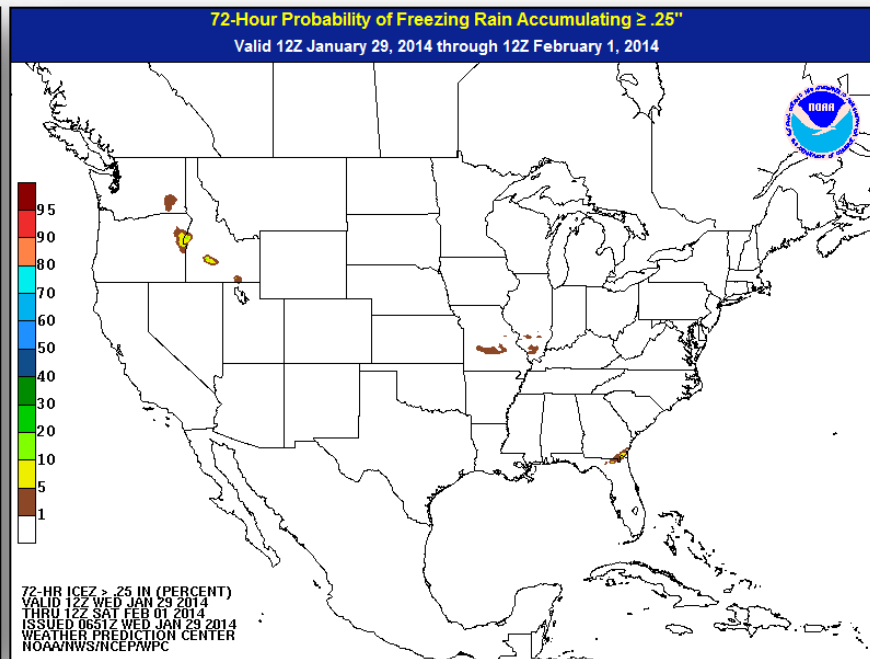 72-Hour Probability of Freezing Rain Accumulating ≥ .25"
Valid 12Z January 29, 2014 through 12Z February 1, 2014
NOAA
95
90
80
70
60
50
40
30
20
10
5
1
72-HR ICEZ > .25 IN (PERCENT)
VALID 12Z WED JAN 29 2014
THRU 12Z SAT FEB 01 2014
ISSUED 0651Z WED JAN 29 2014
WEATHER PREDICTION CENTER
NOAA/NWS/NCEP/WPC